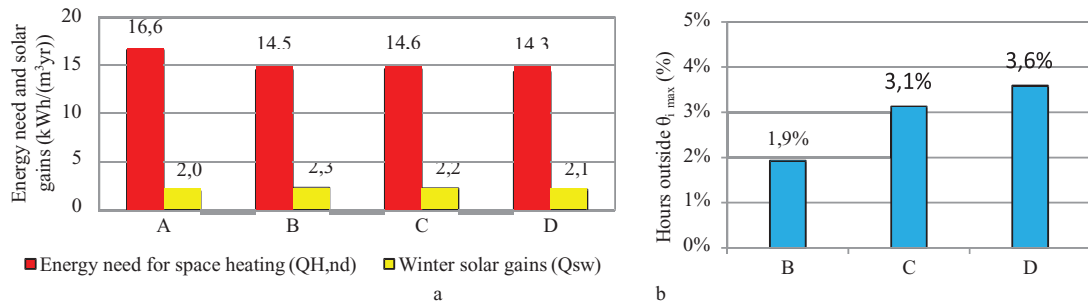 Energy need and solar
gains (kWh/(m³yr))
20
15
10
5
0
16,6
14,5
14,6
14,3
2,0
2,3
2,2
2,1
A
B
C
D
Energy need for space heating (QH,nd)
Winter solar gains (Qsw)
a
Hours outside θi max (%)
5%
4%
3%
2%
1%
0%
1,9%
3,1%
3,6%
B
C
D
b